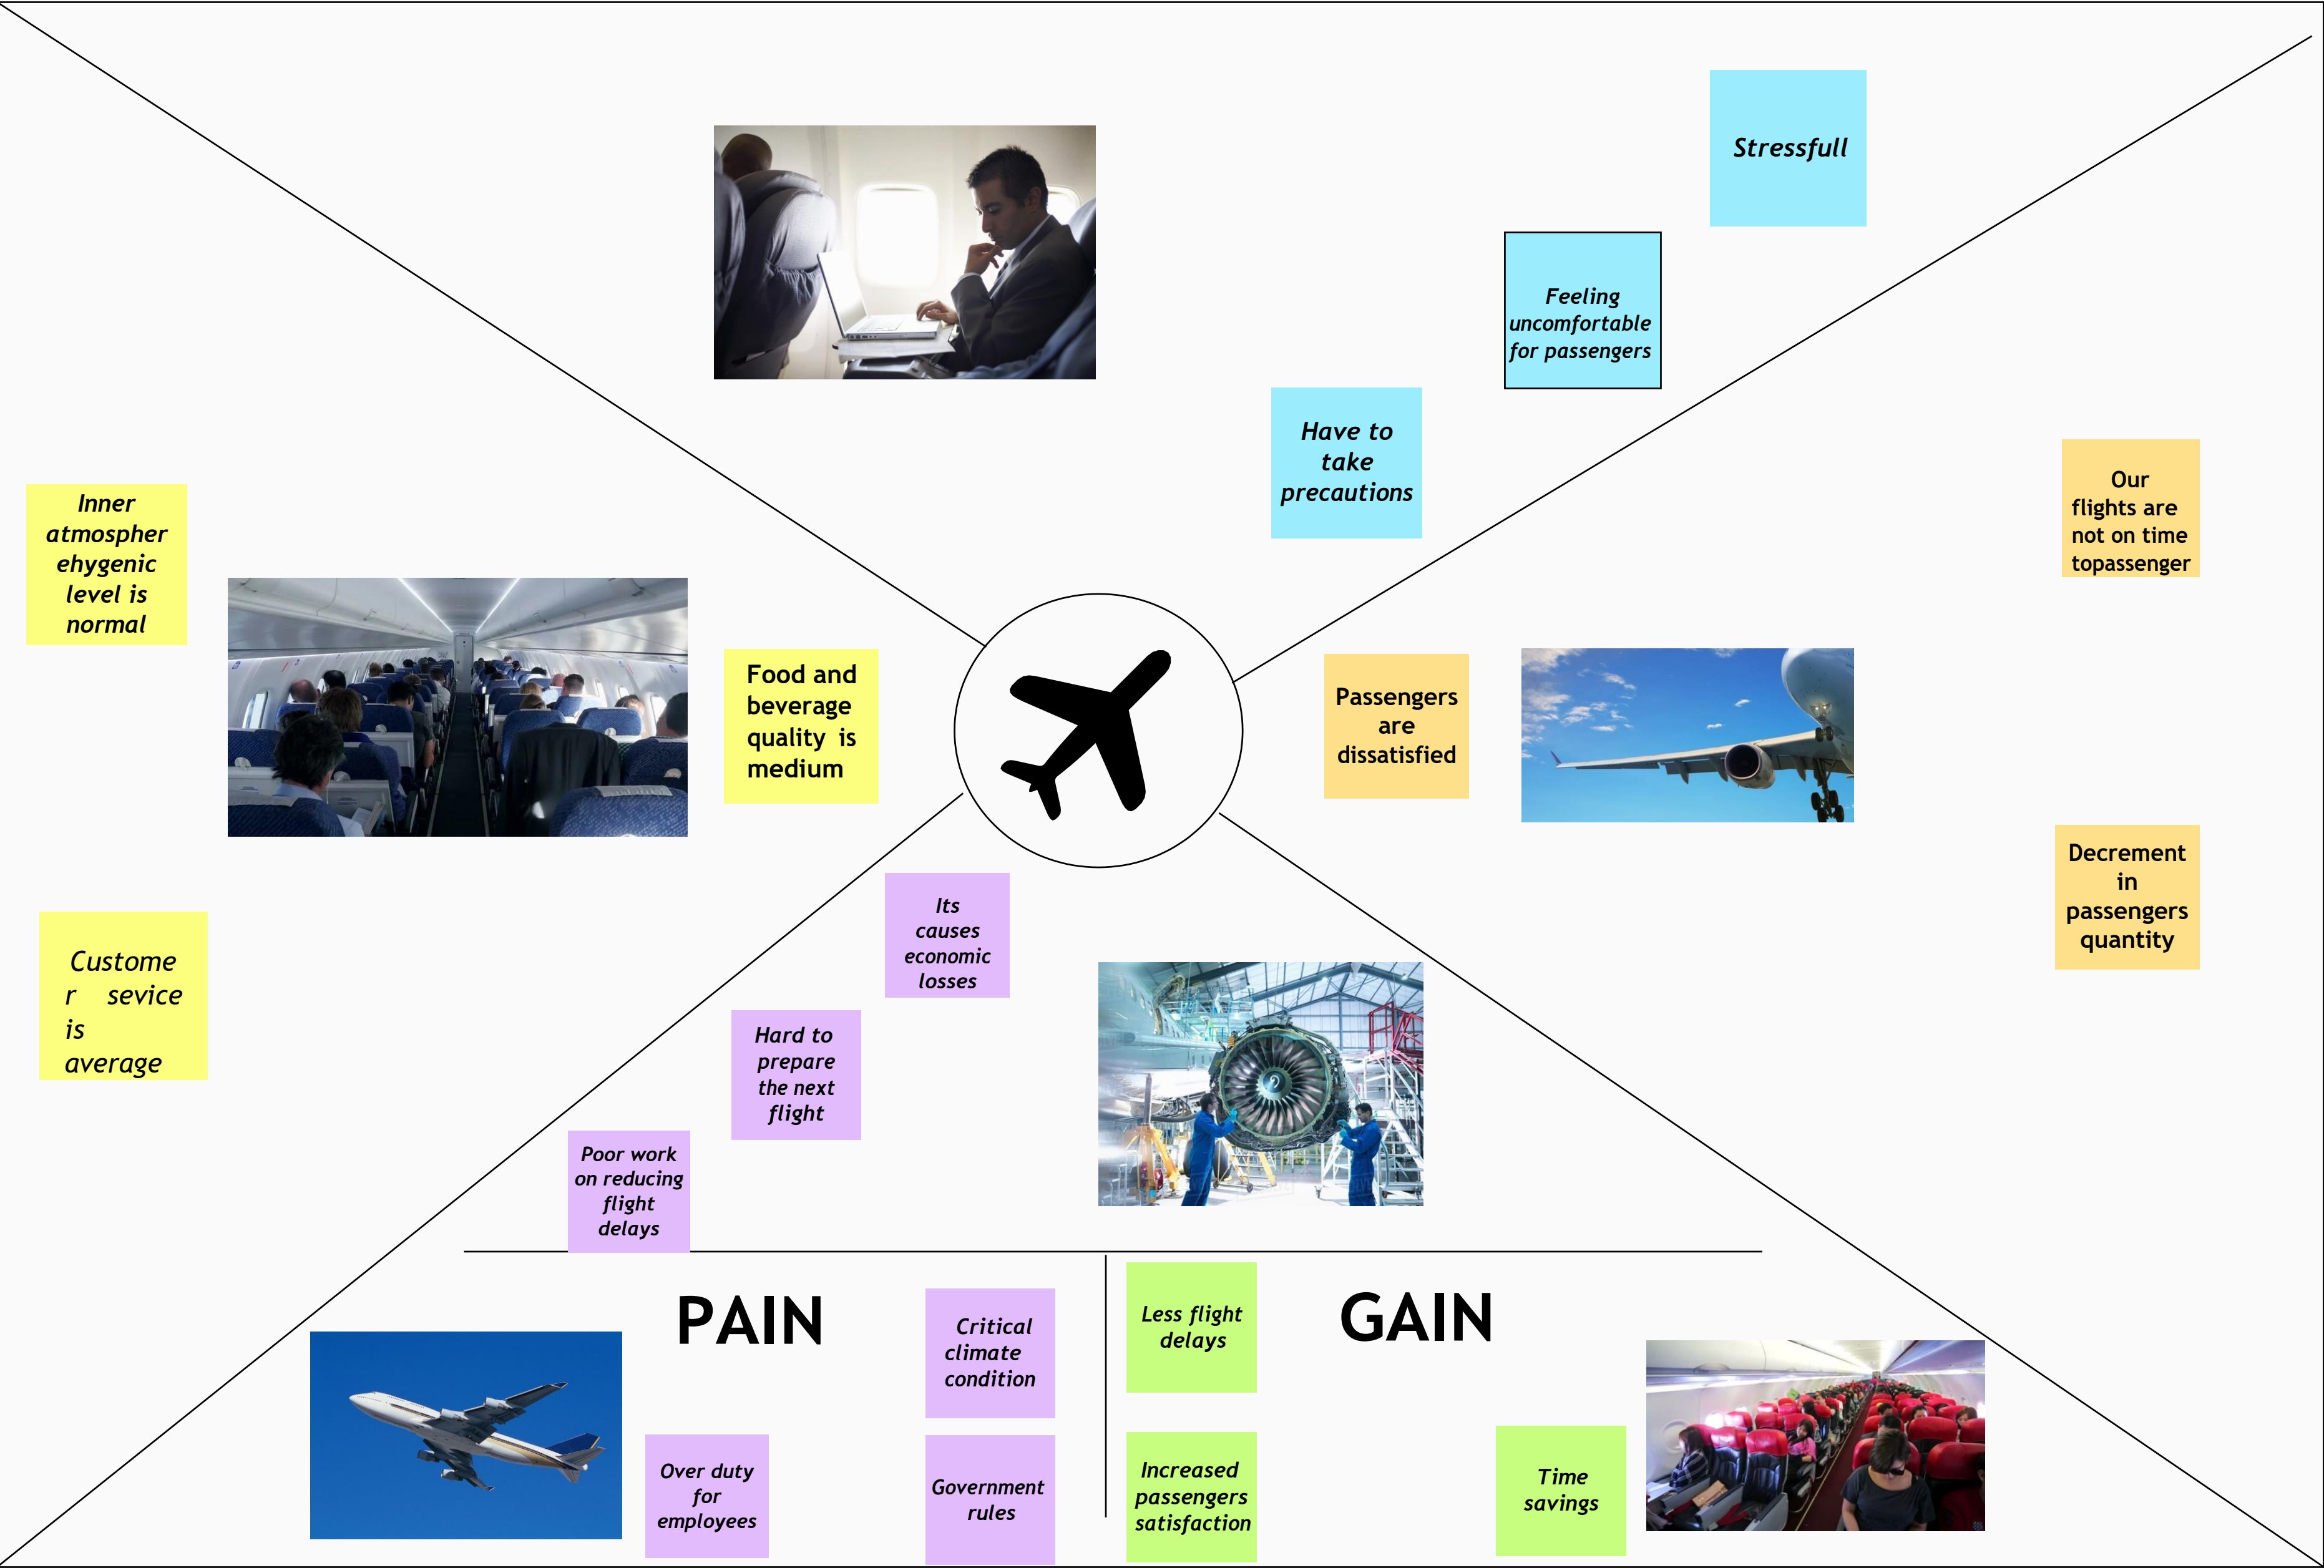 Stressfull
Feeling
uncomfortable
for passengers
Have to
take
precautions
Inner
atmospher
ehygenic
level is
normal
Food and
beverage
quality is
medium
Custome
r sevice
is
average
Passengers
are
dissatisfied
Our
flights are
not on time
topassenger
Decrement
in
passengers
quantity
Its
causes
economic
losses
Hard to
prepare
the next
flight
Poor work
on reducing
flight
delays
PAIN
Critical
climate
condition
Over duty
for
employees
Government
rules
GAIN
Less flight
delays
Increased
passengers
satisfaction
Time
savings